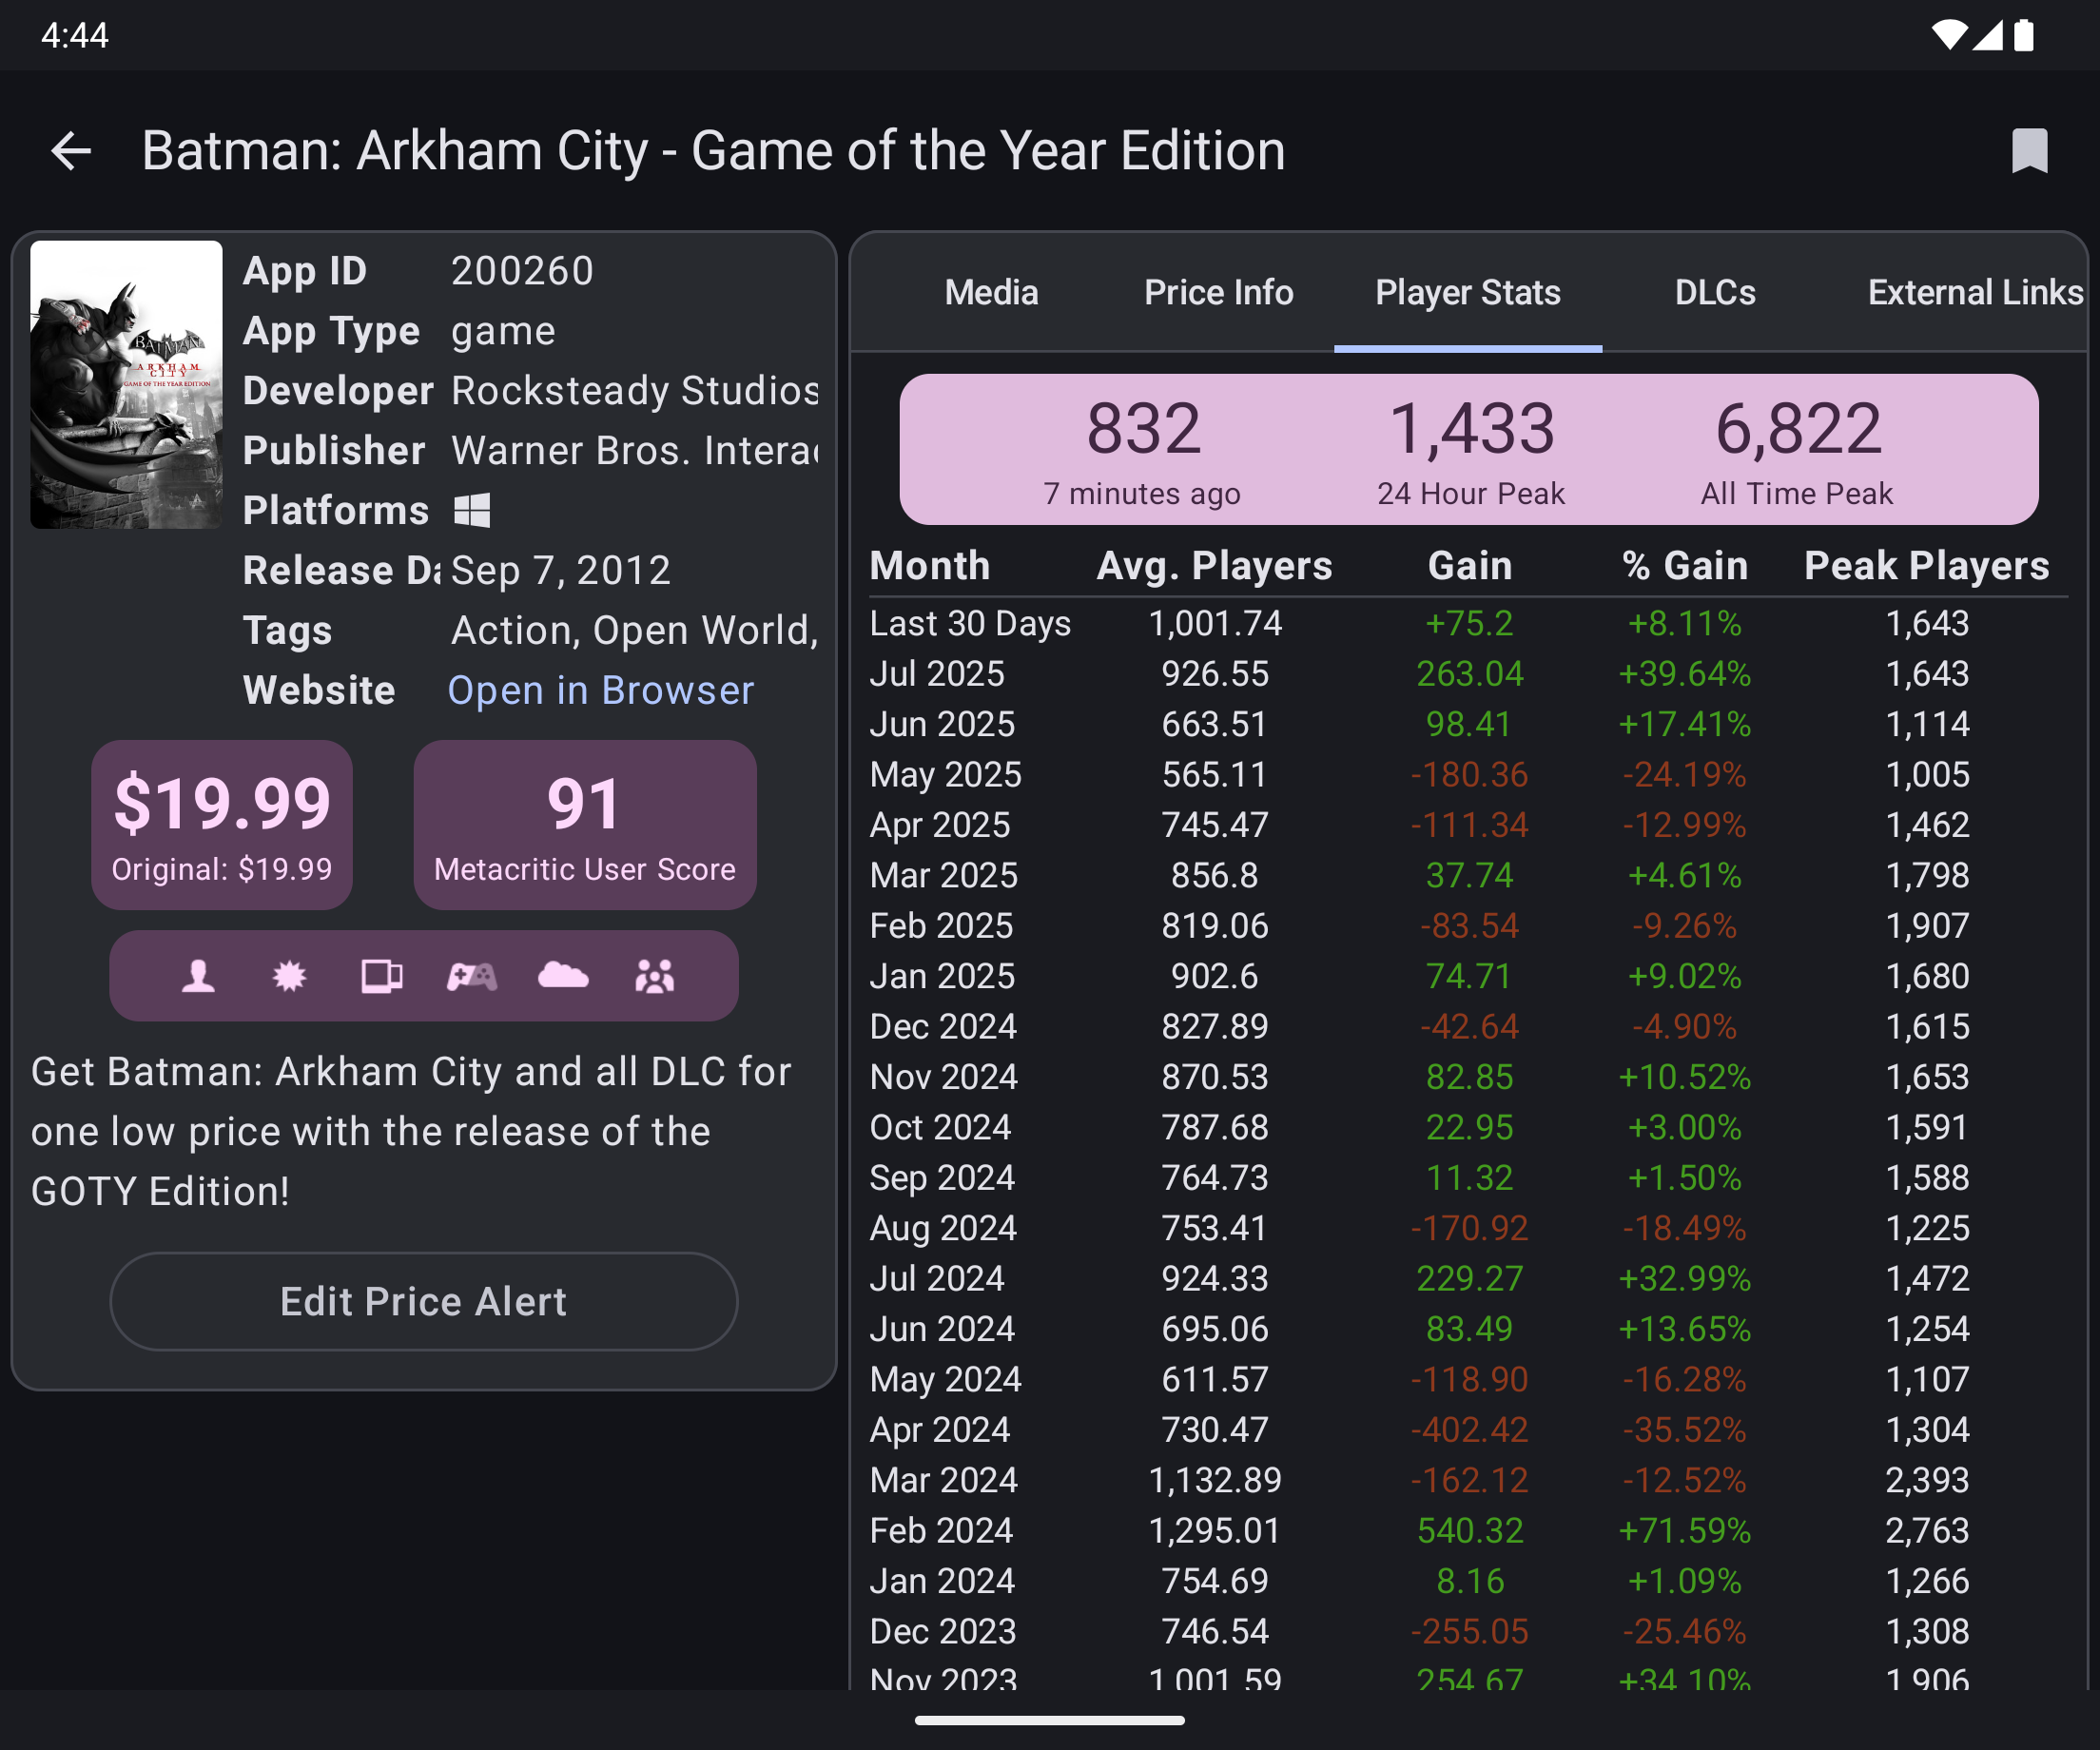 4:44
Batman: Arkham City - Game of the Year Edition
BATMAN
ARKHAM
CITY
GAME OF THE YEAR EDITION
App ID 200260
App Type game
Developer Rocksteady Studios
Publisher Warner Bros. Interac
Platforms
Release Da Sep 7, 2012
Tags Action, Open World,
Website Open in Browser
$19.99
Original: $19.99
91
Metacritic User Score
Get Batman: Arkham City and all DLC for
one low price with the release of the
GOTY Edition!
Edit Price Alert
Media Price Info Player Stats DLCs External Links
832 1,433 6,822
7 minutes ago 24 Hour Peak All Time Peak
Month Avg. Players Gain % Gain Peak Players
Last 30 Days 1,001.74 +75.2 +8.11% 1,643
Jul 2025 926.55 263.04 +39.64% 1,643
Jun 2025 663.51 98.41 +17.41% 1,114
May 2025 565.11 -180.36 -24.19% 1,005
Apr 2025 745.47 -111.34 -12.99% 1,462
Mar 2025 856.8 37.74 +4.61% 1,798
Feb 2025 819.06 -83.54 -9.26% 1,907
Jan 2025 902.6 74.71 +9.02% 1,680
Dec 2024 827.89 -42.64 -4.90% 1,615
Nov 2024 870.53 82.85 +10.52% 1,653
Oct 2024 787.68 22.95 +3.00% 1,591
Sep 2024 764.73 11.32 +1.50% 1,588
Aug 2024 753.41 -170.92 -18.49% 1,225
Jul 2024 924.33 229.27 +32.99% 1,472
Jun 2024 695.06 83.49 +13.65% 1,254
May 2024 611.57 -118.90 -16.28% 1,107
Apr 2024 730.47 -402.42 -35.52% 1,304
Mar 2024 1,132.89 -162.12 -12.52% 2,393
Feb 2024 1,295.01 540.32 +71.59% 2,763
Jan 2024 754.69 8.16 +1.09% 1,266
Dec 2023 746.54 -255.05 -25.46% 1,308
Nov 2023 1,001.59 254.67 +34.10% 1,906